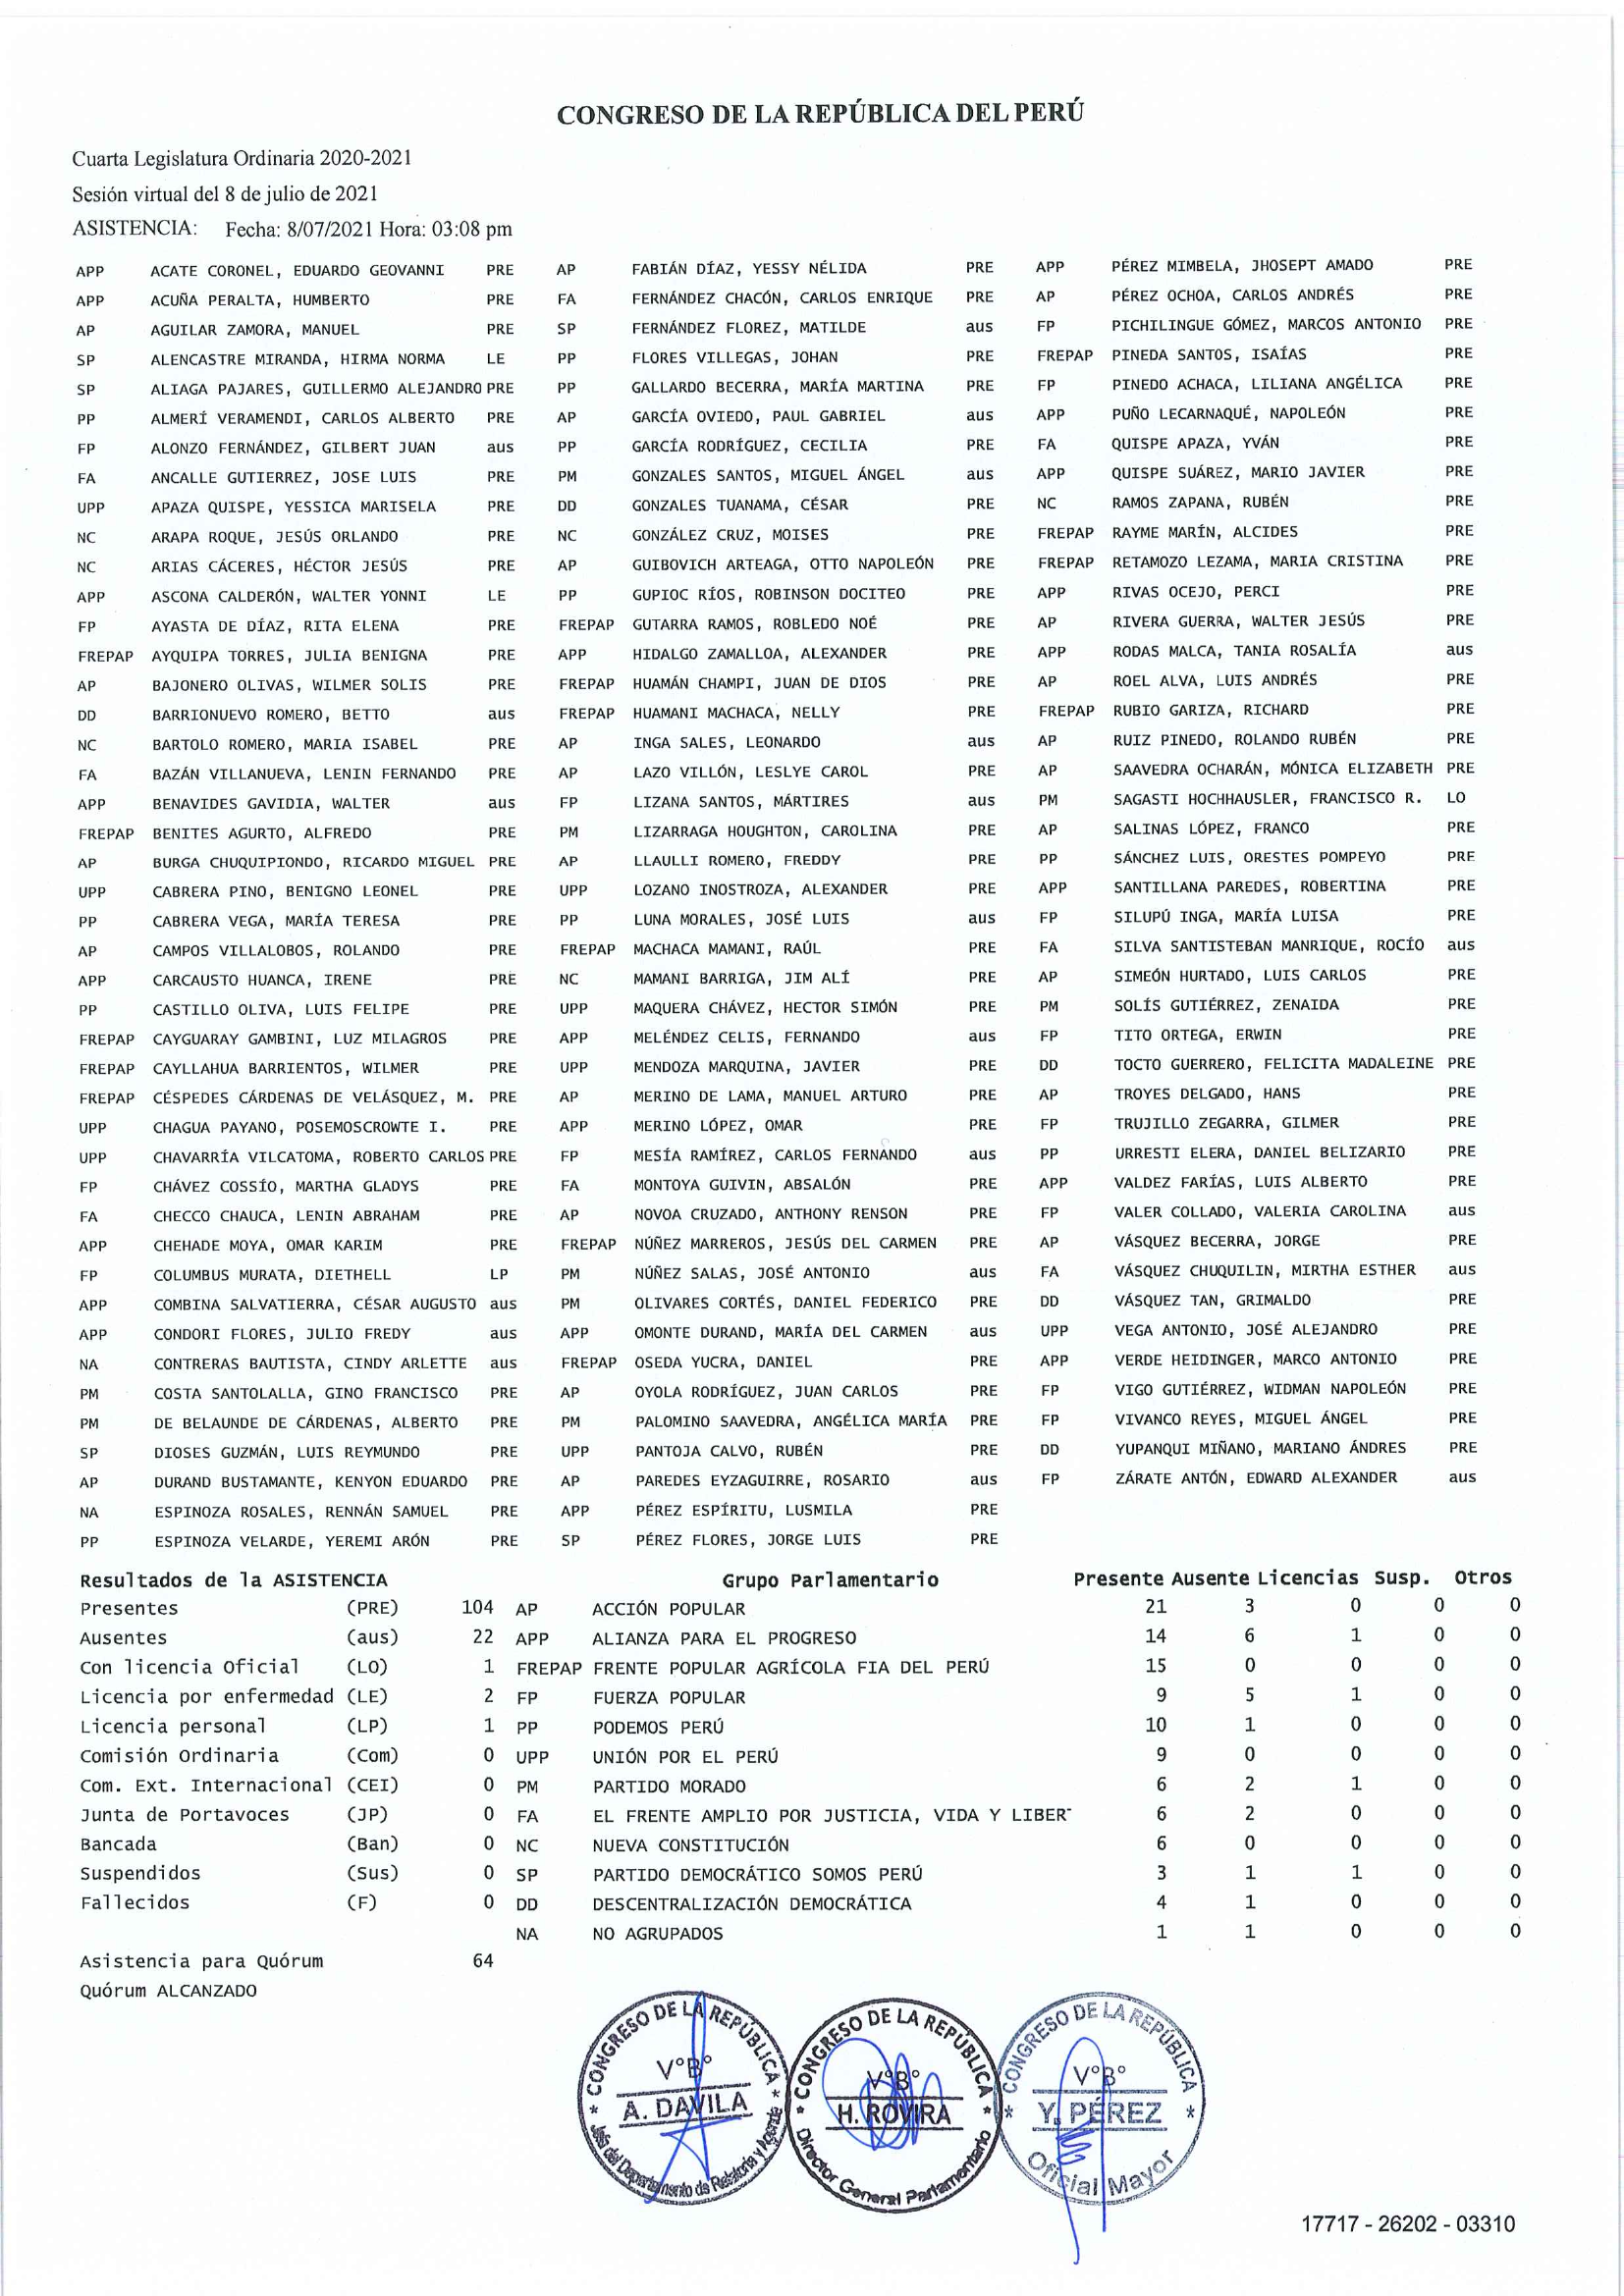 CONGRESO DE LA REPÚBLICA DEL PERÚ
Cuarta Legislatura Ordinaria 2020-2021
Sesión virtual del 8 de julio de 2021
ASISTENCIA: Fecha: 8/07/2021 Hora: 03:08 pm
APP ACATE CORONEL, EDUARDO GEOVANNI PRE AP FABIÁN DÍAZ, YESSY NÉLIDA PRE APP PÉREZ MIMBELA, JHOSEPT AMADO PRE
APP ACUÑA PERALTA, HUMBERTO PRE FA FERNÁNDEZ CHACÓN, CARLOS ENRIQUE PRE AP PÉREZ OCHOA, CARLOS ANDRÉS PRE
AP AGUILAR ZAMORA, MANUEL PRE SP FERNÁNDEZ FLOREZ, MATILDE aus FP PICHILINGUE GÓMEZ, MARCOS ANTONIO PRE
SP ALENCASTRE MIRANDA, HIRMA NORMA LE PP FLORES VILLEGAS, JOHAN PRE FREPAP PINEDA SANTOS, ISAÍAS PRE
SP ALIAGA PAJARES, GUILLERMO ALEJANDRO PRE PP GALLARDO BECERRA, MARÍA MARTINA PRE FP PINEDO ACHACA, LILIANA ANGÉLICA PRE
PP ALMERÍ VERAMENDI, CARLOS ALBERTO PRE AP GARCÍA OVIEDO, PAUL GABRIEL aus APP PUÑO LECARNAQUÉ, NAPOLEÓN PRE
FP ALONZO FERNÁNDEZ, GILBERT JUAN aus PP GARCÍA RODRÍGUEZ, CECILIA PRE FA QUISPE APAZA, YVÁN PRE
FA ANCALLE GUTIERREZ, JOSE LUIS PRE PM GONZALES SANTOS, MIGUEL ÁNGEL aus APP QUISPE SUÁREZ, MARIO JAVIER PRE
UPP APAZA QUISPE, YESSICA MARISELA PRE DD GONZALES TUANAMA, CÉSAR PRE NC RAMOS ZAPANA, RUBÉN PRE
NC ARAPA ROQUE, JESÚS ORLANDO PRE NC GONZÁLEZ CRUZ, MOISES PRE FREPAP RAYME MARÍN, ALCIDES PRE
NC ARIAS CÁCERES, HÉCTOR JESÚS PRE AP GUIBOVICH ARTEAGA, OTTO NAPOLEÓN PRE FREPAP RETAMOZO LEZAMA, MARIA CRISTINA PRE
APP ASCONA CALDERÓN, WALTER YONNI LE PP GUPIOC RÍOS, ROBINSON DOCITEO PRE APP RIVAS OCEJO, PERCI PRE
FP AYASTA DE DÍAZ, RITA ELENA PRE FREPAP GUTARRA RAMOS, ROBLEDO NOÉ PRE AP RIVERA GUERRA, WALTER JESÚS PRE
FREPAP AYQUIPA TORRES, JULIA BENIGNA PRE APP HIDALGO ZAMALLOA, ALEXANDER PRE APP RODAS MALCA, TANIA ROSALÍA aus
AP BAJONERO OLIVAS, WILMER SOLIS PRE FREPAP HUAMÁN CHAMPI, JUAN DE DIOS PRE AP ROEL ALVA, LUIS ANDRÉS PRE
DD BARRIONUEVO ROMERO, BETTO aus FREPAP HUAMANI MACHACA, NELLY PRE FREPAP RUBIO GARIZA, RICHARD PRE
NC BARTOLO ROMERO, MARIA ISABEL PRE AP INGA SALES, LEONARDO aus AP RUIZ PINEDO, ROLANDO RUBÉN PRE
FA BAZÁN VILLANUEVA, LENIN FERNANDO PRE AP LAZO VILLÓN, LESLYE CAROL PRE AP SAAVEDRA OCHARÁN, MÓNICA ELIZABETH PRE
APP BENAVIDES GAVIDIA, WALTER aus FP LIZANA SANTOS, MÁRTIRES aus PM SAGASTI HOCHHAUSLER, FRANCISCO R. LO
FREPAP BENITES AGURTO, ALFREDO PRE PM LIZARRAGA HOUGHTON, CAROLINA PRE AP SALINAS LÓPEZ, FRANCO PRE
AP BURGA CHUQUIPIONDO, RICARDO MIGUEL PRE AP LLAULLI ROMERO, FREDDY PRE PP SÁNCHEZ LUIS, ORESTES POMPEYO PRE
UPP CABRERA PINO, BENIGNO LEONEL PRE UPP LOZANO INOSTROZA, ALEXANDER PRE APP SANTILLANA PAREDES, ROBERTINA PRE
PP CABRERA VEGA, MARÍA TERESA PRE PP LUNA MORALES, JOSÉ LUIS aus FP SILUPÚ INGA, MARÍA LUISA PRE
AP CAMPOS VILLALOBOS, ROLANDO PRE FREPAP MACHACA MAMANI, RAÚL PRE FA SILVA SANTISTEBAN MANRIQUE, ROCÍO aus
APP CARCAUSTO HUANCA, IRENE PRE NC MAMANI BARRIGA, JIM ALÍ PRE AP SIMEÓN HURTADO, LUIS CARLOS PRE
PP CASTILLO OLIVA, LUIS FELIPE PRE UPP MAQUERA CHÁVEZ, HECTOR SIMÓN PRE PM SOLÍS GUTIÉRREZ, ZENAIDA PRE
FREPAP CAYGUARAY GAMBINI, LUZ MILAGROS PRE APP MELÉNDEZ CELIS, FERNANDO aus FP TITO ORTEGA, ERWIN PRE
FREPAP CAYLLAHUA BARRIENTOS, WILMER PRE UPP MENDOZA MARQUINA, JAVIER PRE DD TOCTO GUERRERO, FELICITA MADALEINE PRE
FREPAP CÉSPEDES CÁRDENAS DE VELÁSQUEZ, M. PRE AP MERINO DE LAMA, MANUEL ARTURO PRE AP TROYES DELGADO, HANS PRE
UPP CHAGUA PAYANO, POSEMOSCROWTE I. PRE APP MERINO LÓPEZ, OMAR PRE FP TRUJILLO ZEGARRA, GILMER PRE
UPP CHAVARRÍA VILCATOMA, ROBERTO CARLOS PRE FP MESÍA RAMÍREZ, CARLOS FERNANDO aus PP URRESTI ELERA, DANIEL BELIZARIO PRE
FP CHÁVEZ COSSÍO, MARTHA GLADYS PRE FA MONTOYA GUIVIN, ABSALÓN PRE APP VALDEZ FARÍAS, LUIS ALBERTO PRE
FA CHECCO CHAUCA, LENIN ABRAHAM PRE AP NOVOA CRUZADO, ANTHONY RENSON PRE FP VALER COLLADO, VALERIA CAROLINA aus
APP CHEHADE MOYA, OMAR KARIM PRE FREPAP NÚÑEZ MARREROS, JESÚS DEL CARMEN PRE AP VÁSQUEZ BECERRA, JORGE PRE
FP COLUMBUS MURATA, DIETHELL LP PM NÚÑEZ SALAS, JOSÉ ANTONIO aus FA VÁSQUEZ CHUQUILIN, MIRTHA ESTHER aus
APP COMBINA SALVATIERRA, CÉSAR AUGUSTO aus PM OLIVARES CORTÉS, DANIEL FEDERICO PRE DD VÁSQUEZ TAN, GRIMALDO PRE
APP CONDORI FLORES, JULIO FREDY aus APP OMONTE DURAND, MARÍA DEL CARMEN aus UPP VEGA ANTONIO, JOSÉ ALEJANDRO PRE
NA CONTRERAS BAUTISTA, CINDY ARLETTE aus FREPAP OSEDA YUCRA, DANIEL PRE APP VERDE HEIDINGER, MARCO ANTONIO PRE
PM COSTA SANTOLALLA, GINO FRANCISCO PRE AP OYOLA RODRÍGUEZ, JUAN CARLOS PRE FP VIGO GUTIÉRREZ, WIDMAN NAPOLEÓN PRE
PM DE BELAUNDE DE CÁRDENAS, ALBERTO PRE PM PALOMINO SAAVEDRA, ANGÉLICA MARÍA PRE FP VIVANCO REYES, MIGUEL ÁNGEL PRE
SP DIOSES GUZMÁN, LUIS REYMUNDO PRE UPP PANTOJA CALVO, RUBÉN PRE DD YUPANQUI MIÑANO, MARIANO ÁNDRES PRE
AP DURAND BUSTAMANTE, KENYON EDUARDO PRE AP PAREDES EYZAGUIRRE, ROSARIO aus FP ZÁRATE ANTÓN, EDWARD ALEXANDER aus
NA ESPINOZA ROSALES, RENNÁN SAMUEL PRE APP PÉREZ ESPÍRITU, LUSMILA PRE
PP ESPINOZA VELARDE, YEREMI ARÓN PRE SP PÉREZ FLORES, JORGE LUIS PRE
Resultados de la ASISTENCIA Grupo Parlamentario Presente Ausente Licencias Susp. Otros
Presentes (PRE) 104 AP ACCIÓN POPULAR 21 3 0 0 0
Ausentes (aus) 22 APP ALIANZA PARA EL PROGRESO 14 6 1 0 0
Con licencia Oficial (LO) 1 FREPAP FRENTE POPULAR AGRÍCOLA FIA DEL PERÚ 15 0 0 0 0
Licencia por enfermedad (LE) 2 FP FUERZA POPULAR 9 5 1 0 0
Licencia personal (LP) 1 PP PODEMOS PERÚ 10 1 0 0 0
Comisión Ordinaria (Com) 0 UPP UNIÓN POR EL PERÚ 9 0 0 0 0
Com. Ext. Internacional (CEI) 0 PM PARTIDO MORADO 6 2 1 0 0
Junta de Portavoces (JP) 0 FA EL FRENTE AMPLIO POR JUSTICIA, VIDA Y LIBERT 6 2 0 0 0
Bancada (Ban) 0 NC NUEVA CONSTITUCIÓN 6 0 0 0 0
Suspendidos (Sus) 0 SP PARTIDO DEMOCRÁTICO SOMOS PERÚ 3 1 1 0 0
Fallecidos (F) 0 DD DESCENTRALIZACIÓN DEMOCRÁTICA 4 1 0 0 0
NA NO AGRUPADOS 1 1 0 0 0
Asistencia para Quórum 64
Quórum ALCANZADO
CONGRESO DE LA REPÚBLICA
V°B°
A. DAVILA
Jefa del Departamento de Relatoría y Agenda
CONGRESO DE LA REPÚBLICA
V°B°
H. ROVIRA
Director General Parlamentario
CONGRESO DE LA REPÚBLICA
V°B°
Y. PÉREZ
Oficial Mayor
17717 - 26202 - 03310